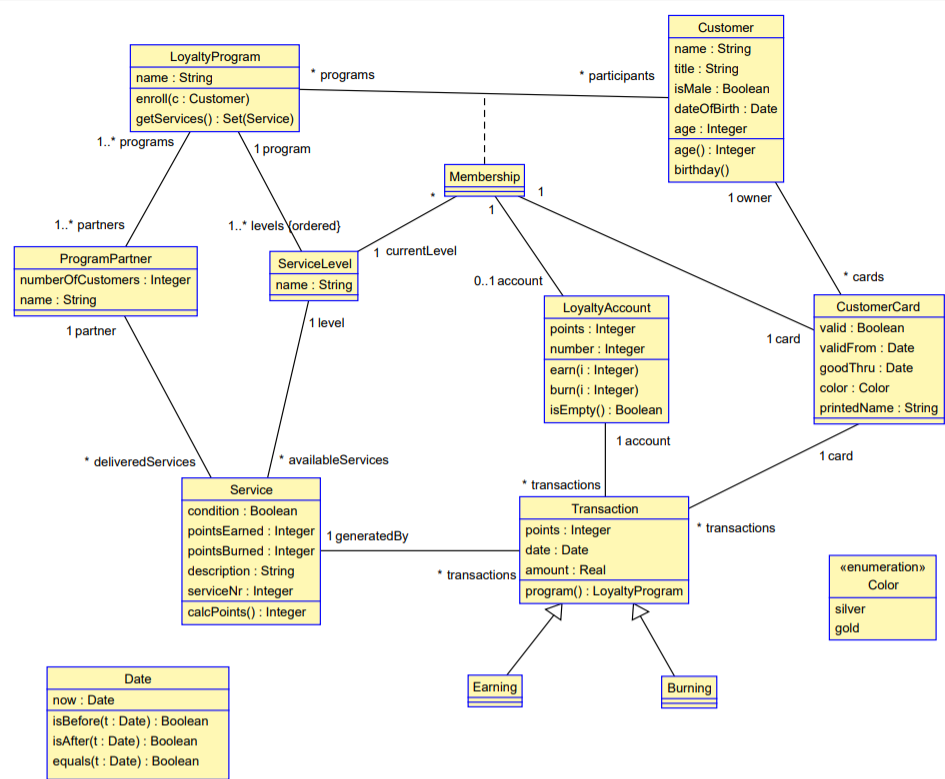 Customer
name : String
title : String
isMale : Boolean
dateOfBirth : Date
age : Integer
age() : Integer
birthday()
LoyaltyProgram
name : String
enroll(c : Customer)
getServices() : Set(Service)
* programs
* participants
1..* programs
1 program
Membership
*
1
1
1 owner
1..* partners
1..* levels {ordered}
1 currentLevel
0..1 account
* cards
ProgramPartner
numberOfCustomers : Integer
name : String
ServiceLevel
name : String
LoyaltyAccount
points : Integer
number : Integer
earn(i : Integer)
burn(i : Integer)
isEmpty() : Boolean
CustomerCard
valid : Boolean
validFrom : Date
goodThru : Date
color : Color
printedName : String
1 partner
1 level
1 card
1 account
1 card
* deliveredServices
* availableServices
* transactions
* transactions
Service
condition : Boolean
pointsEarned : Integer
pointsBurned : Integer
description : String
serviceNr : Integer
calcPoints() : Integer
1 generatedBy
* transactions
Transaction
points : Integer
date : Date
amount : Real
program() : LoyaltyProgram
«enumeration»
Color
silver
gold
Earning
Burning
Date
now : Date
isBefore(t : Date) : Boolean
isAfter(t : Date) : Boolean
equals(t : Date) : Boolean